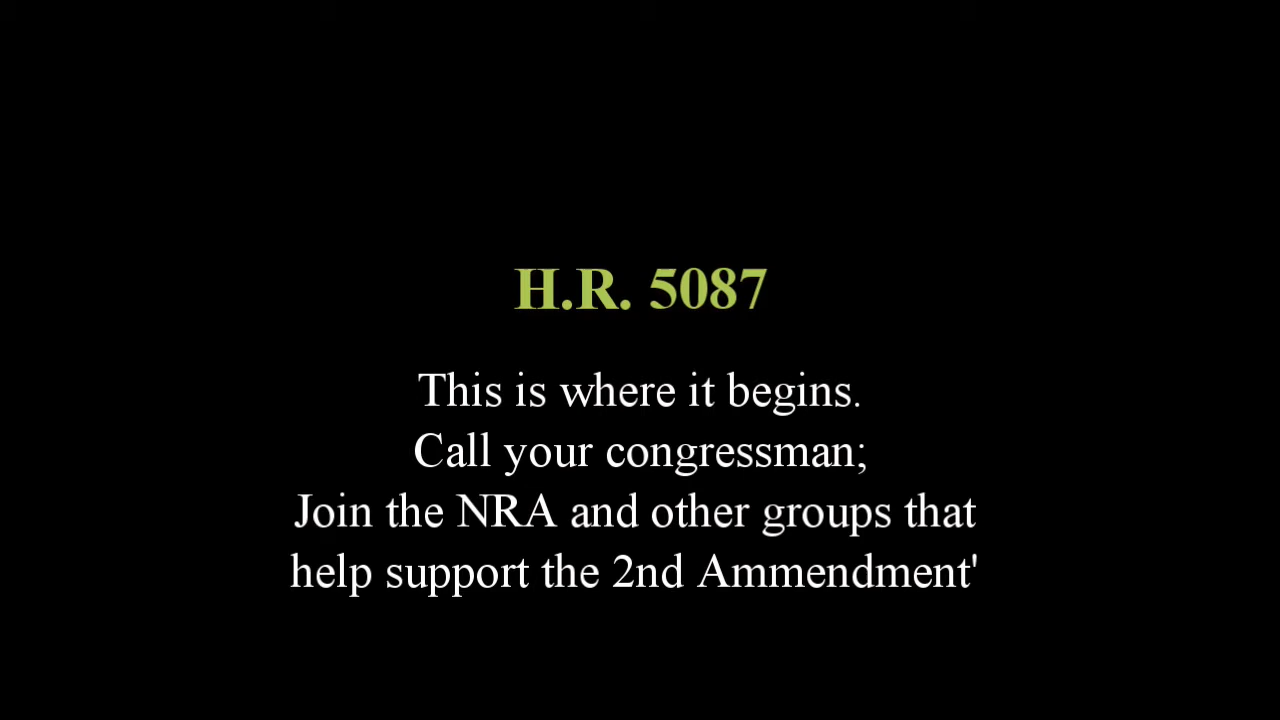 H.R. 5087
This is where it begins.
Call your congressman;
Join the NRA and other groups that
help support the 2nd Ammendment'